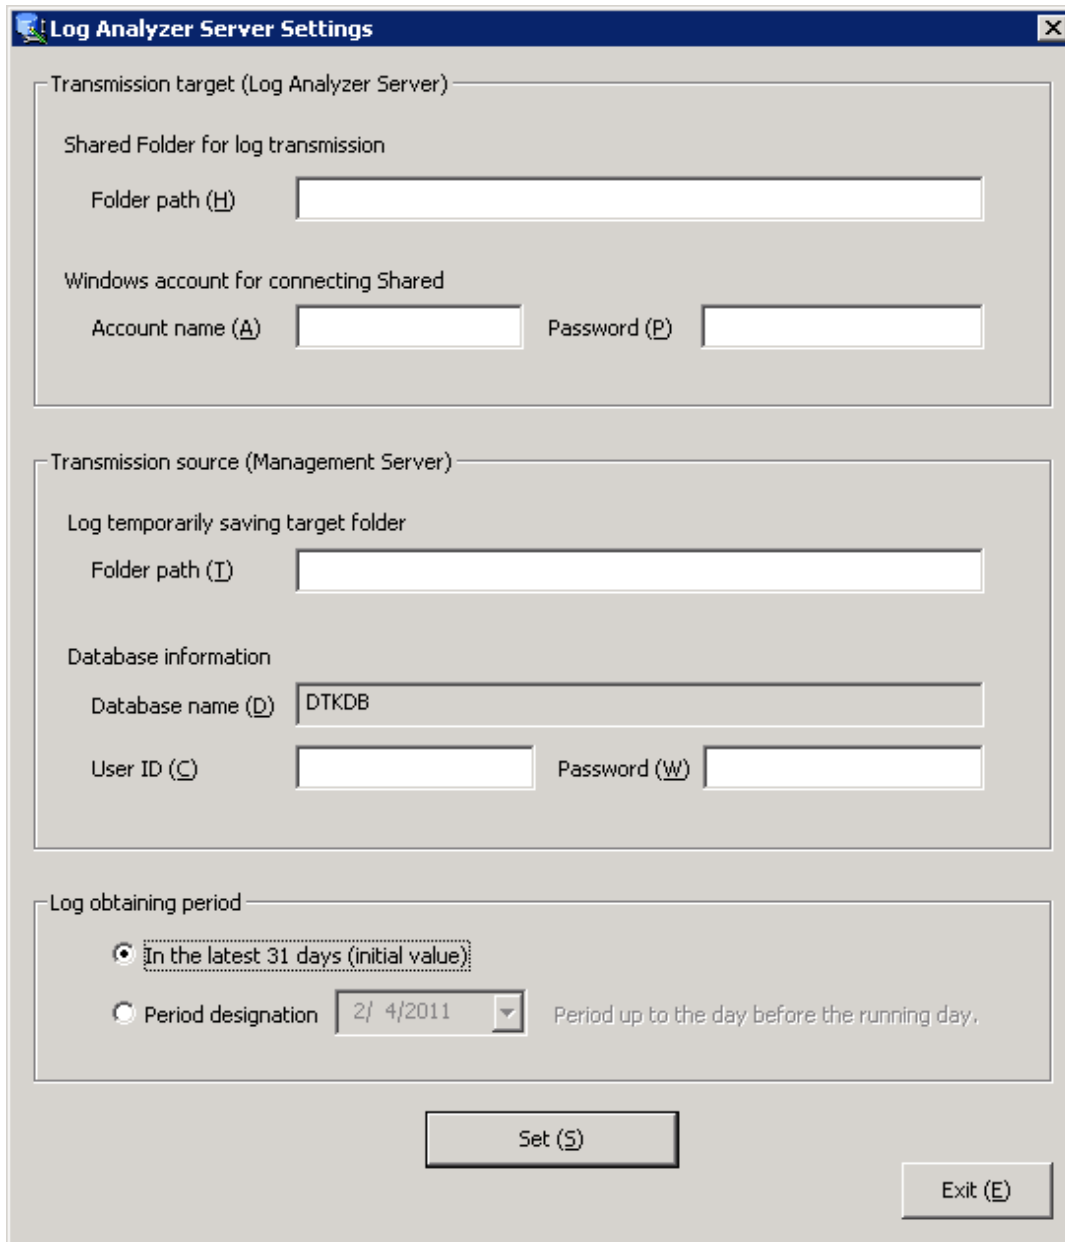 Log Analyzer Server Settings
Transmission target (Log Analyzer Server)
Shared Folder for log transmission
Folder path (H)
Windows account for connecting Shared
Account name (A) Password (P)
Transmission source (Management Server)
Log temporarily saving target folder
Folder path (T)
Database information
Database name (D) DTKDB
User ID (C) Password (W)
Log obtaining period
In the latest 31 days (initial value)
Period designation 2/ 4/2011 Period up to the day before the running day.
Set (S)
Exit (E)